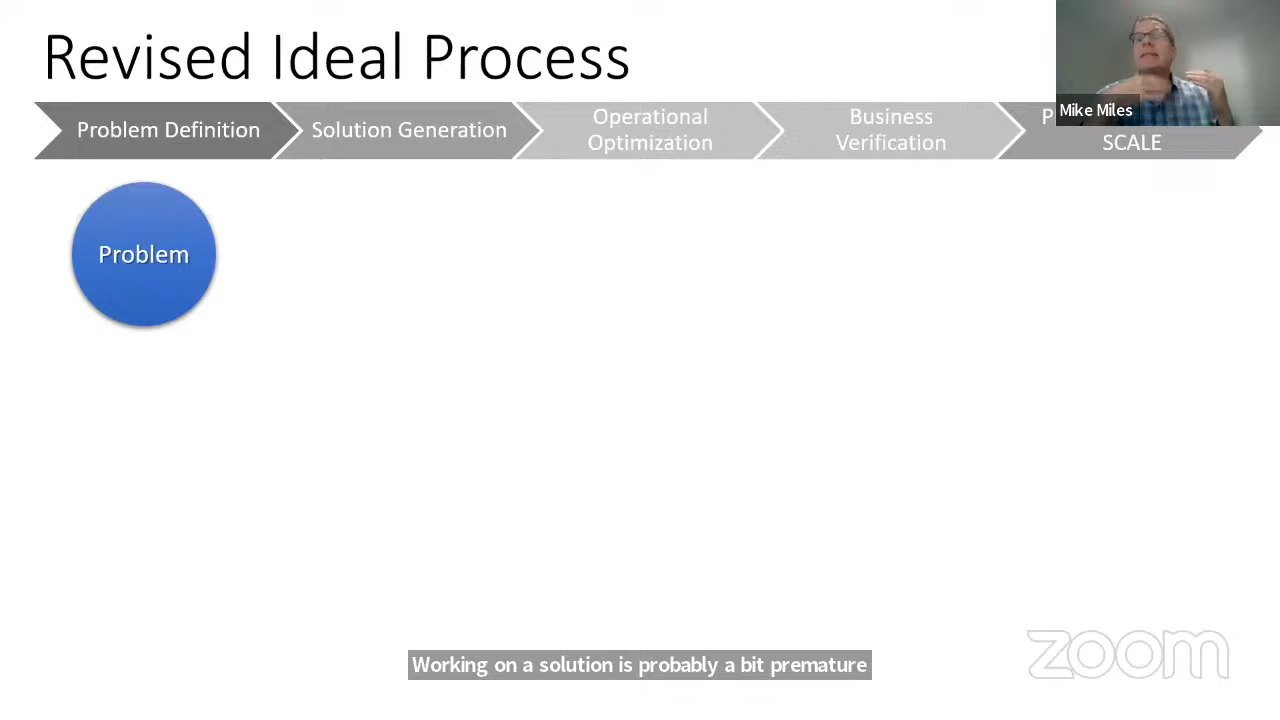 Revised Ideal Process
Mike Miles
Problem Definition
Solution Generation
Operational
Optimization
Business
Verification
P
SCALE
Problem
Working on a solution is probably a bit premature
zoom